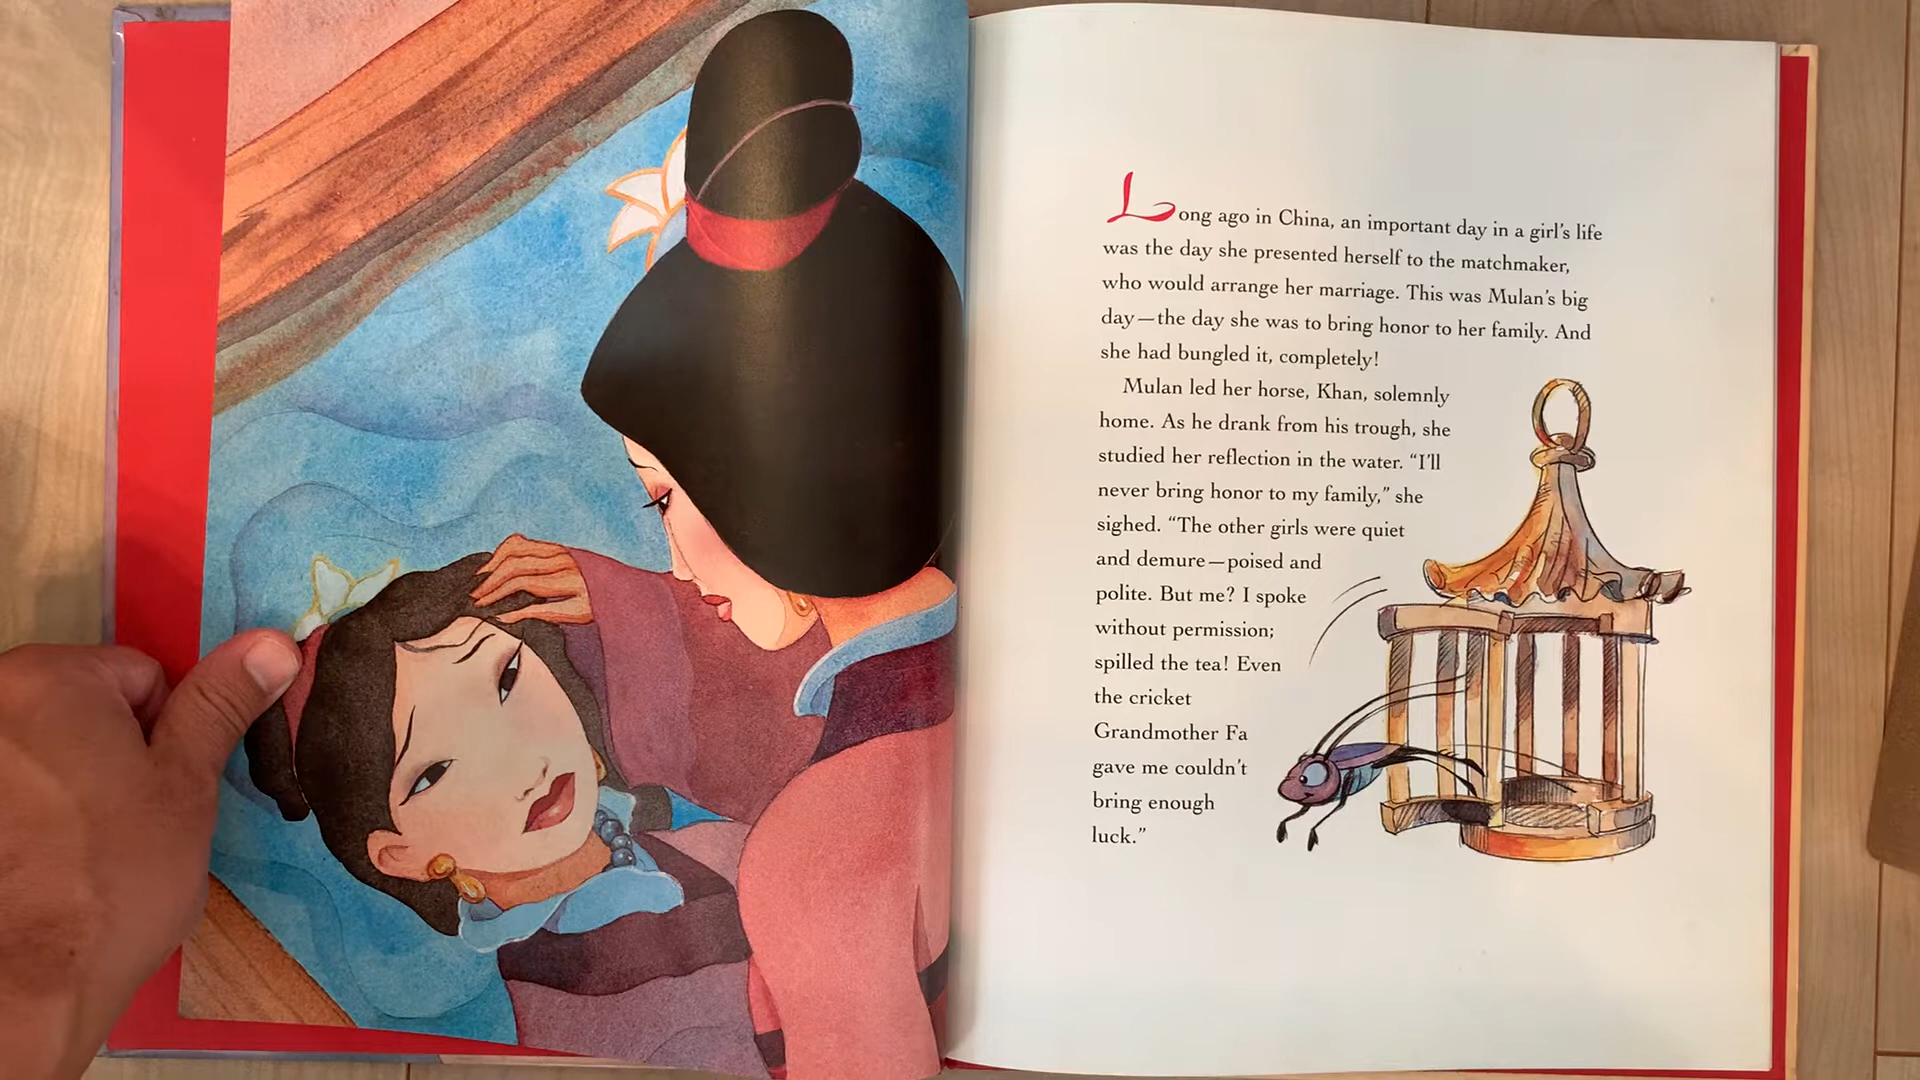 Long ago in China, an important day in a girl's life
was the day she presented herself to the matchmaker,
who would arrange her marriage. This was Mulan's big
day—the day she was to bring honor to her family. And
she had bungled it, completely!
Mulan led her horse, Khan, solemnly
home. As he drank from his trough, she
studied her reflection in the water. “I'll
never bring honor to my family,” she
sighed. “The other girls were quiet
and demure—poised and
polite. But me? I spoke
without permission;
spilled the tea! Even
the cricket
Grandmother Fa
gave me couldn't
bring enough
luck.”